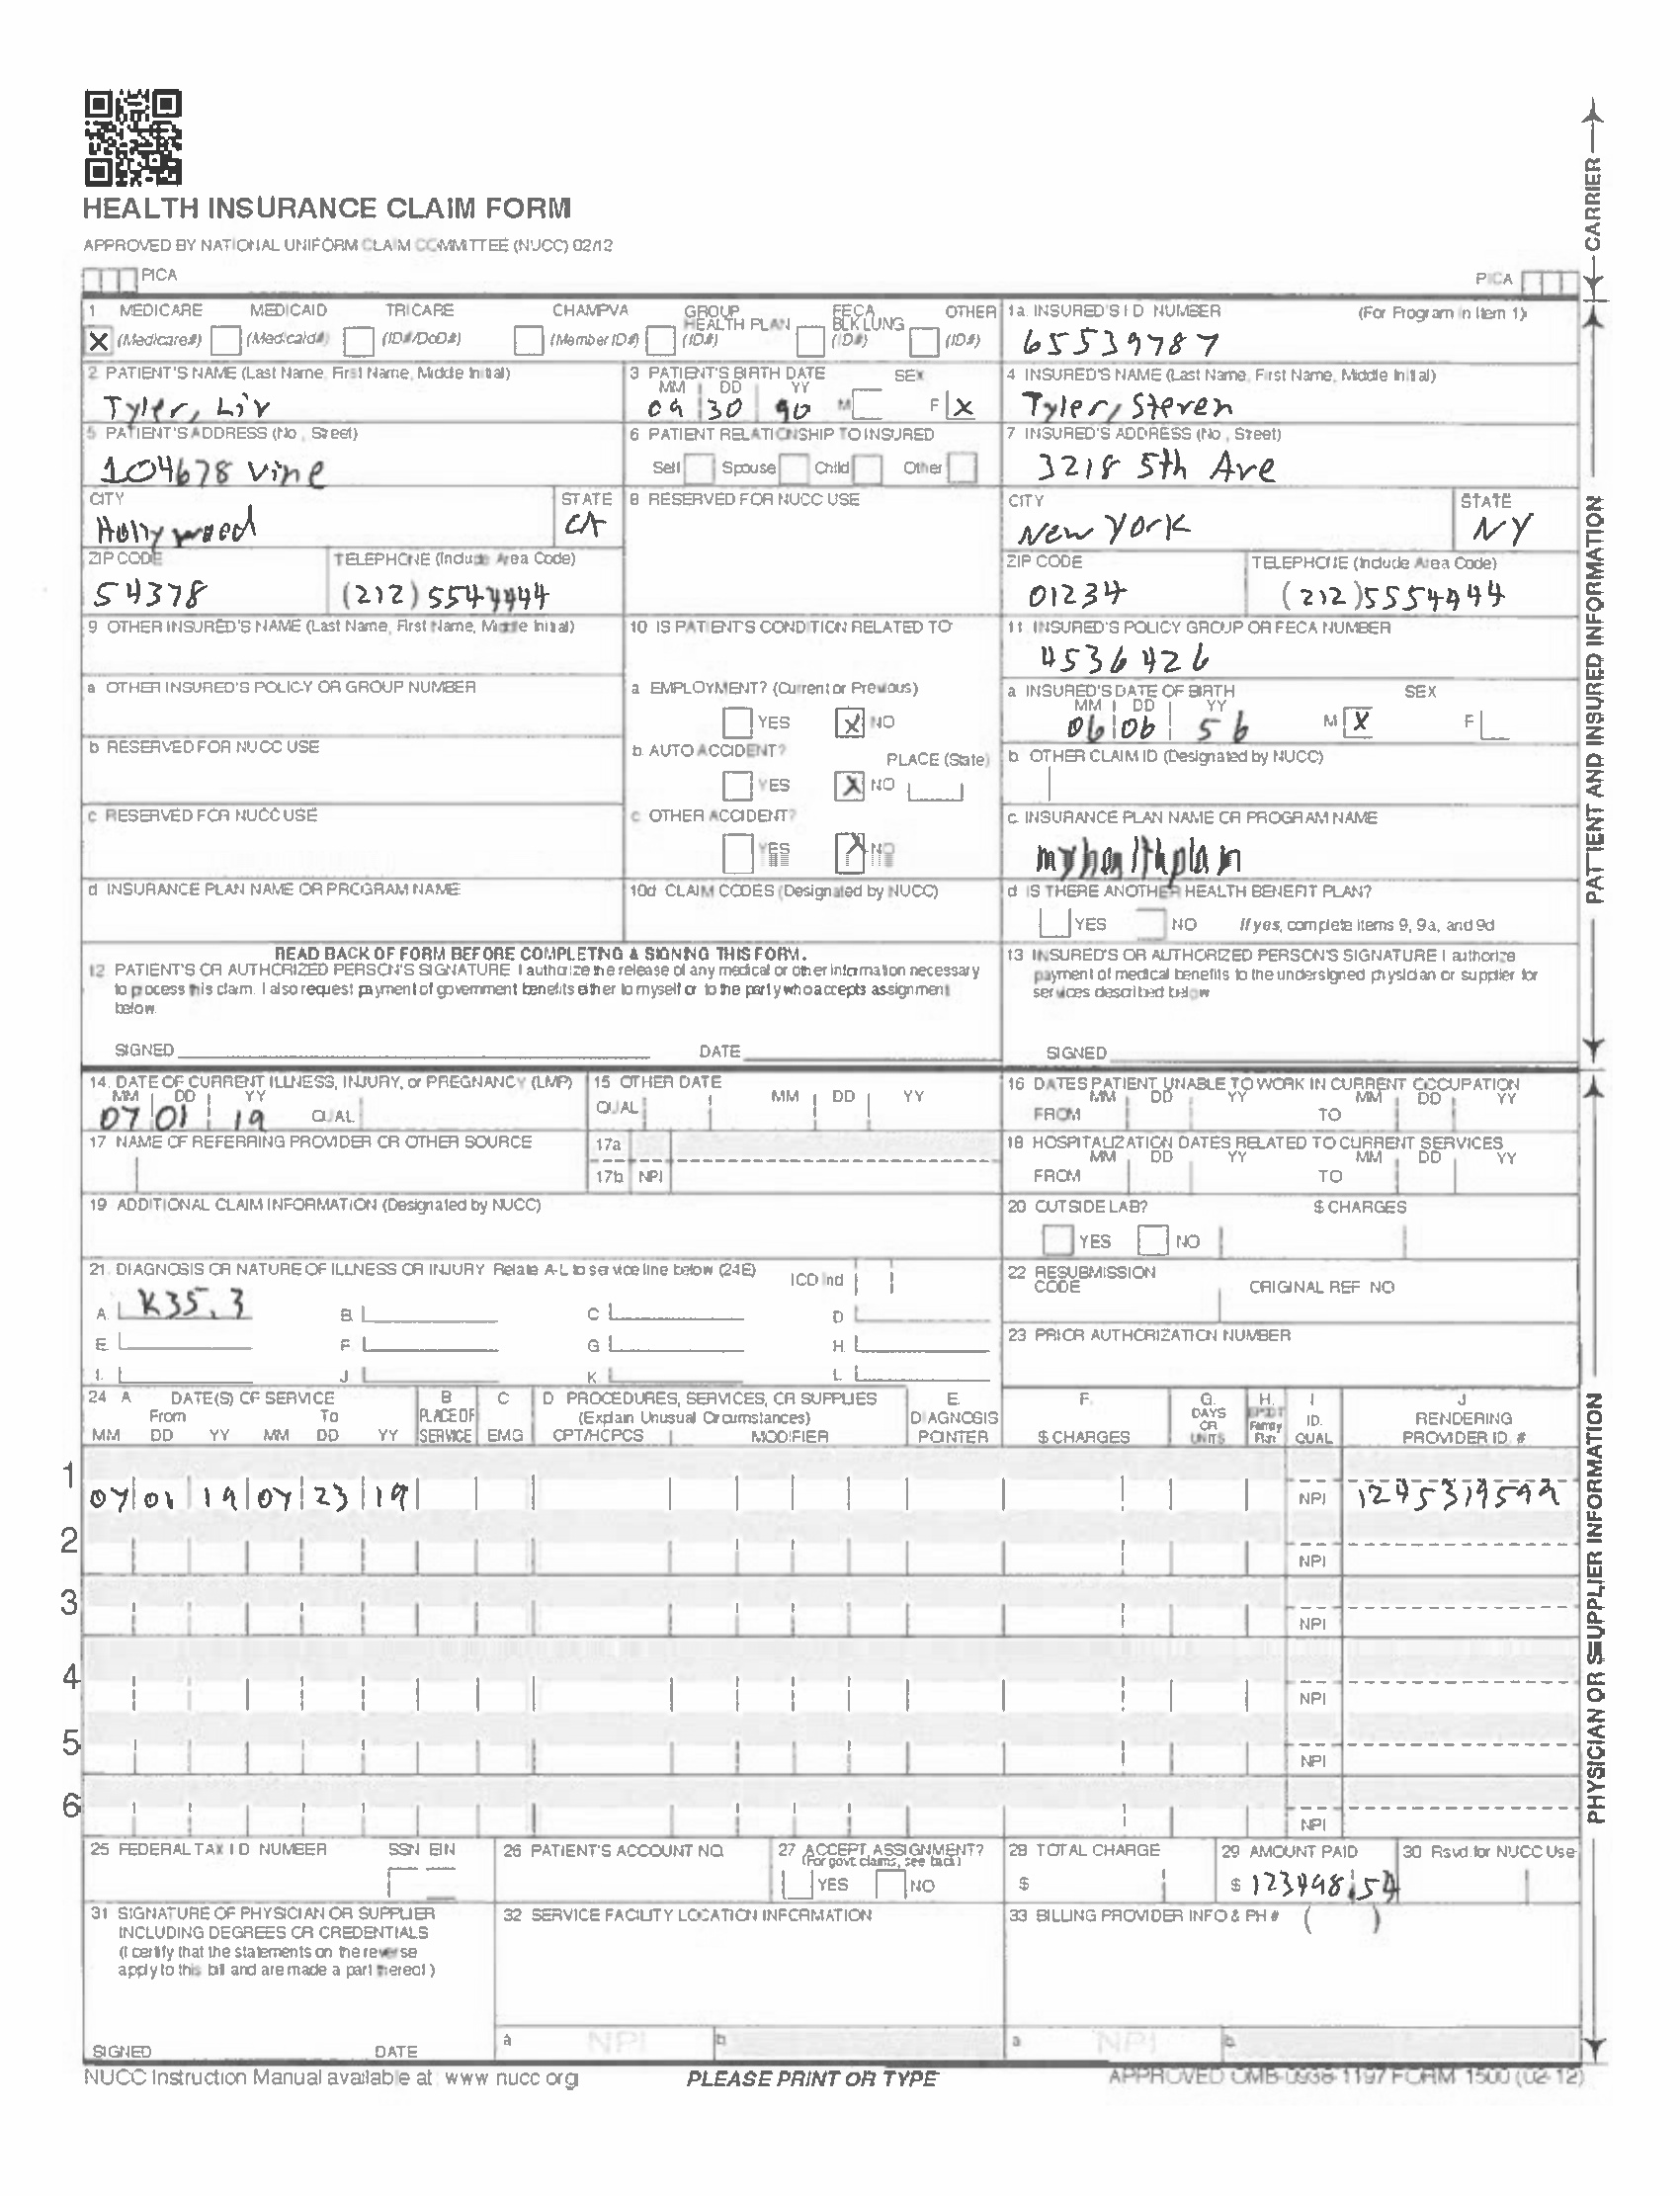 HEALTH INSURANCE CLAIM FORM
APPROVED BY NATIONAL UNIFORM CLAIM COMMITTEE (NUCC) 02/12
PICA
PICA
CARRIER
1 MEDICARE MEDICAID TRICARE CHAMPVA GROUP HEALTH PLAN FECA BLK LUNG OTHER
X (Medicare#) (Medicaid#) (ID#/DoD#) (Member ID#) (ID#) (ID#) (ID#)
1a. INSURED'S I D NUMBER (For Program in Item 1)
65539787
2 PATIENT'S NAME (Last Name, First Name, Middle Initial)
Tyler, Liv
3 PATIENT'S BIRTH DATE SEX
MM DD YY
09 30 90 M F X
4 INSURED'S NAME (Last Name, First Name, Middle Initial)
Tyler, Steven
5 PATIENT'S ADDRESS (No , Street)
104678 Vine
6 PATIENT RELATIONSHIP TO INSURED
Self Spouse Child Other
7 INSURED'S ADDRESS (No , Street)
3218 5th Ave
CITY STATE
Hollywood CA
8 RESERVED FOR NUCC USE
CITY STATE
New York NY
ZIP CODE TELEPHONE (Include Area Code)
54378 (212) 5544444
ZIP CODE TELEPHONE (Include Area Code)
01234 (212) 5554444
9 OTHER INSURED'S NAME (Last Name, First Name, Middle Initial)
10 IS PATIENT'S CONDITION RELATED TO
11 INSURED'S POLICY GROUP OR FECA NUMBER
4536426
a OTHER INSURED'S POLICY OR GROUP NUMBER
a EMPLOYMENT? (Current or Previous)
YES X NO
a INSURED'S DATE OF BIRTH SEX
MM DD YY
06 06 56 M X F
b RESERVED FOR NUCC USE
b AUTO ACCIDENT? PLACE (State)
YES X NO
b. OTHER CLAIM ID (Designated by NUCC)
c RESERVED FOR NUCC USE
c OTHER ACCIDENT?
YES X NO
c. INSURANCE PLAN NAME OR PROGRAM NAME
myhealthplan
d INSURANCE PLAN NAME OR PROGRAM NAME
10d CLAIM CODES (Designated by NUCC)
d IS THERE ANOTHER HEALTH BENEFIT PLAN?
YES NO If yes, complete items 9, 9a, and 9d
PATIENT AND INSURED INFORMATION
READ BACK OF FORM BEFORE COMPLETING & SIGNING THIS FORM.
12 PATIENT'S OR AUTHORIZED PERSON'S SIGNATURE I authorize the release of any medical or other information necessary
to process this claim. I also request payment of government benefits either to myself or to the party who accepts assignment
below
SIGNED DATE
13 INSURED'S OR AUTHORIZED PERSON'S SIGNATURE I authorize
payment of medical benefits to the undersigned physician or supplier for
services described below
SIGNED
14. DATE OF CURRENT ILLNESS, INJURY, or PREGNANCY (LMP)
MM DD YY
07 01 19 QUAL
15 OTHER DATE
QUAL MM DD YY
16 DATES PATIENT UNABLE TO WORK IN CURRENT OCCUPATION
MM DD YY MM DD YY
FROM TO
17 NAME OF REFERRING PROVIDER OR OTHER SOURCE
17a
17b NPI
18 HOSPITALIZATION DATES RELATED TO CURRENT SERVICES
MM DD YY MM DD YY
FROM TO
19 ADDITIONAL CLAIM INFORMATION (Designated by NUCC)
20 OUTSIDE LAB? $ CHARGES
YES NO
21. DIAGNOSIS OR NATURE OF ILLNESS OR INJURY Relate A-L to service line below (24E) ICD Ind
A. K35.3 B. C. D.
E. F. G. H.
I. J. K. L.
22 RESUBMISSION
CODE ORIGINAL REF NO
23 PRIOR AUTHORIZATION NUMBER
24 A DATE(S) OF SERVICE B C D PROCEDURES, SERVICES, OR SUPPLIES E. F. G. H. I J
From To PLACE OF (Explain Unusual Circumstances) DIAGNOSIS DAYS OR UNITS EPSDT Family Plan ID. RENDERING
MM DD YY MM DD YY SERVICE EMG CPT/HCPCS MODIFIER POINTER $ CHARGES QUAL PROVIDER ID. #
1
07 01 19 07 23 19 NPI
2
NPI
3
NPI
4
NPI
5
NPI
6
NPI
25 FEDERAL TAX I D NUMBER SSN EIN
26 PATIENT'S ACCOUNT NO.
27 ACCEPT ASSIGNMENT?
(For govt. claims, see back)
YES NO
28 TOTAL CHARGE
$
29 AMOUNT PAID
$ 123498.54
30 Rsvd for NUCC Use
31 SIGNATURE OF PHYSICIAN OR SUPPLIER
INCLUDING DEGREES OR CREDENTIALS
(I certify that the statements on the reverse
apply to this bill and are made a part thereof )
SIGNED DATE
32 SERVICE FACILITY LOCATION INFORMATION
a NPI b
33 BILLING PROVIDER INFO & PH # ( )
a NPI b
PHYSICIAN OR SUPPLIER INFORMATION
NUCC Instruction Manual available at www nucc org
PLEASE PRINT OR TYPE
APPROVED OMB-0938-1197 FORM 1500 (02-12)